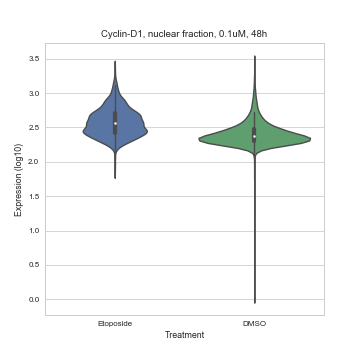 Cyclin-D1, nuclear fraction, 0.1uM, 48h
3.5
3.0
2.5
2.0
1.5
1.0
0.5
0.0
Expression (log10)
Etoposide
DMSO
Treatment